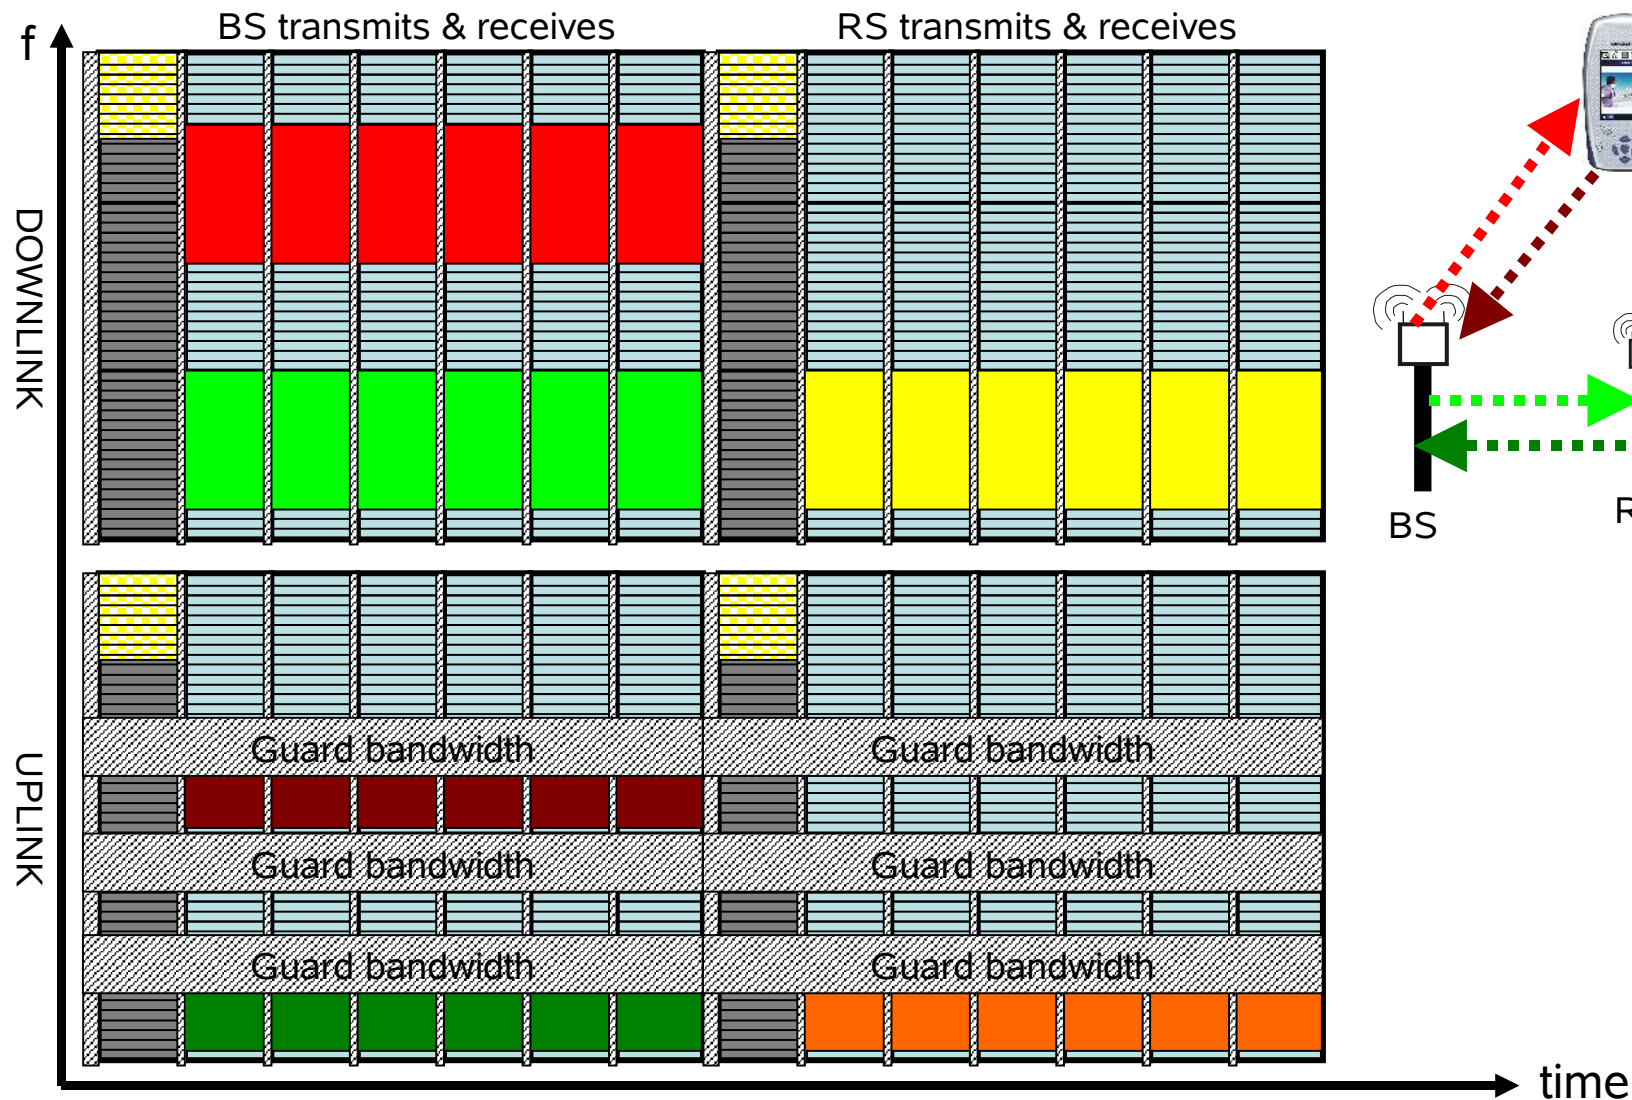 f
BS transmits & receives
RS transmits & receives
DOWNLINK
BS
R
UPLINK
Guard bandwidth
Guard bandwidth
Guard bandwidth
Guard bandwidth
Guard bandwidth
Guard bandwidth
time